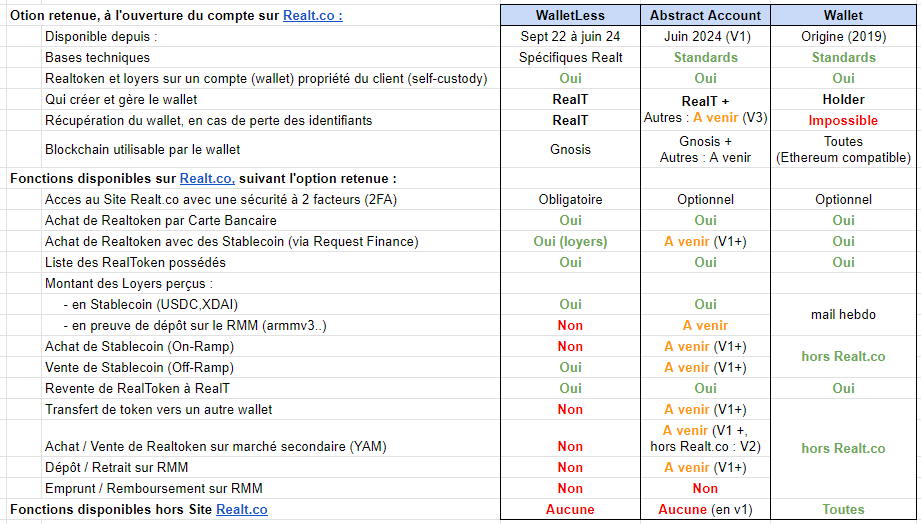 Otion retenue, à l'ouverture du compte sur Realt.co : WalletLess Abstract Account Wallet
Disponible depuis : Sept 22 à juin 24 Juin 2024 (V1) Origine (2019)
Bases techniques Spécifiques Realt Standards Standards
Realtoken et loyers sur un compte (wallet) propriété du client (self-custody) Oui Oui Oui
Qui créer et gère le wallet RealT RealT + Holder
Récupération du wallet, en cas de perte des identifiants RealT Autres : A venir (V3) Impossible
Blockchain utilisable par le wallet Gnosis Gnosis + Toutes
Autres : A venir (Ethereum compatible)
Fonctions disponibles sur Realt.co, suivant l'option retenue :
Acces au Site Realt.co avec une sécurité à 2 facteurs (2FA) Obligatoire Optionnel Optionnel
Achat de Realtoken par Carte Bancaire Oui Oui Oui
Achat de Realtoken avec des Stablecoin (via Request Finance) Oui (loyers) A venir (V1+) Oui
Liste des RealToken possédés Oui Oui Oui
Montant des Loyers perçus :
- en Stablecoin (USDC,XDAI) Oui Oui mail hebdo
- en preuve de dépôt sur le RMM (armmv3..) Non A venir
Achat de Stablecoin (On-Ramp) Non A venir (V1+) hors Realt.co
Vente de Stablecoin (Off-Ramp) Oui A venir (V1+)
Revente de RealToken à RealT Oui Oui Oui
Transfert de token vers un autre wallet Non A venir (V1+)
Achat / Vente de Realtoken sur marché secondaire (YAM) Non A venir (V1 +,
hors Realt.co : V2) hors Realt.co
Dépôt / Retrait sur RMM Non A venir (V1+)
Emprunt / Remboursement sur RMM Non Non
Fonctions disponibles hors Site Realt.co Aucune Aucune (en v1) Toutes